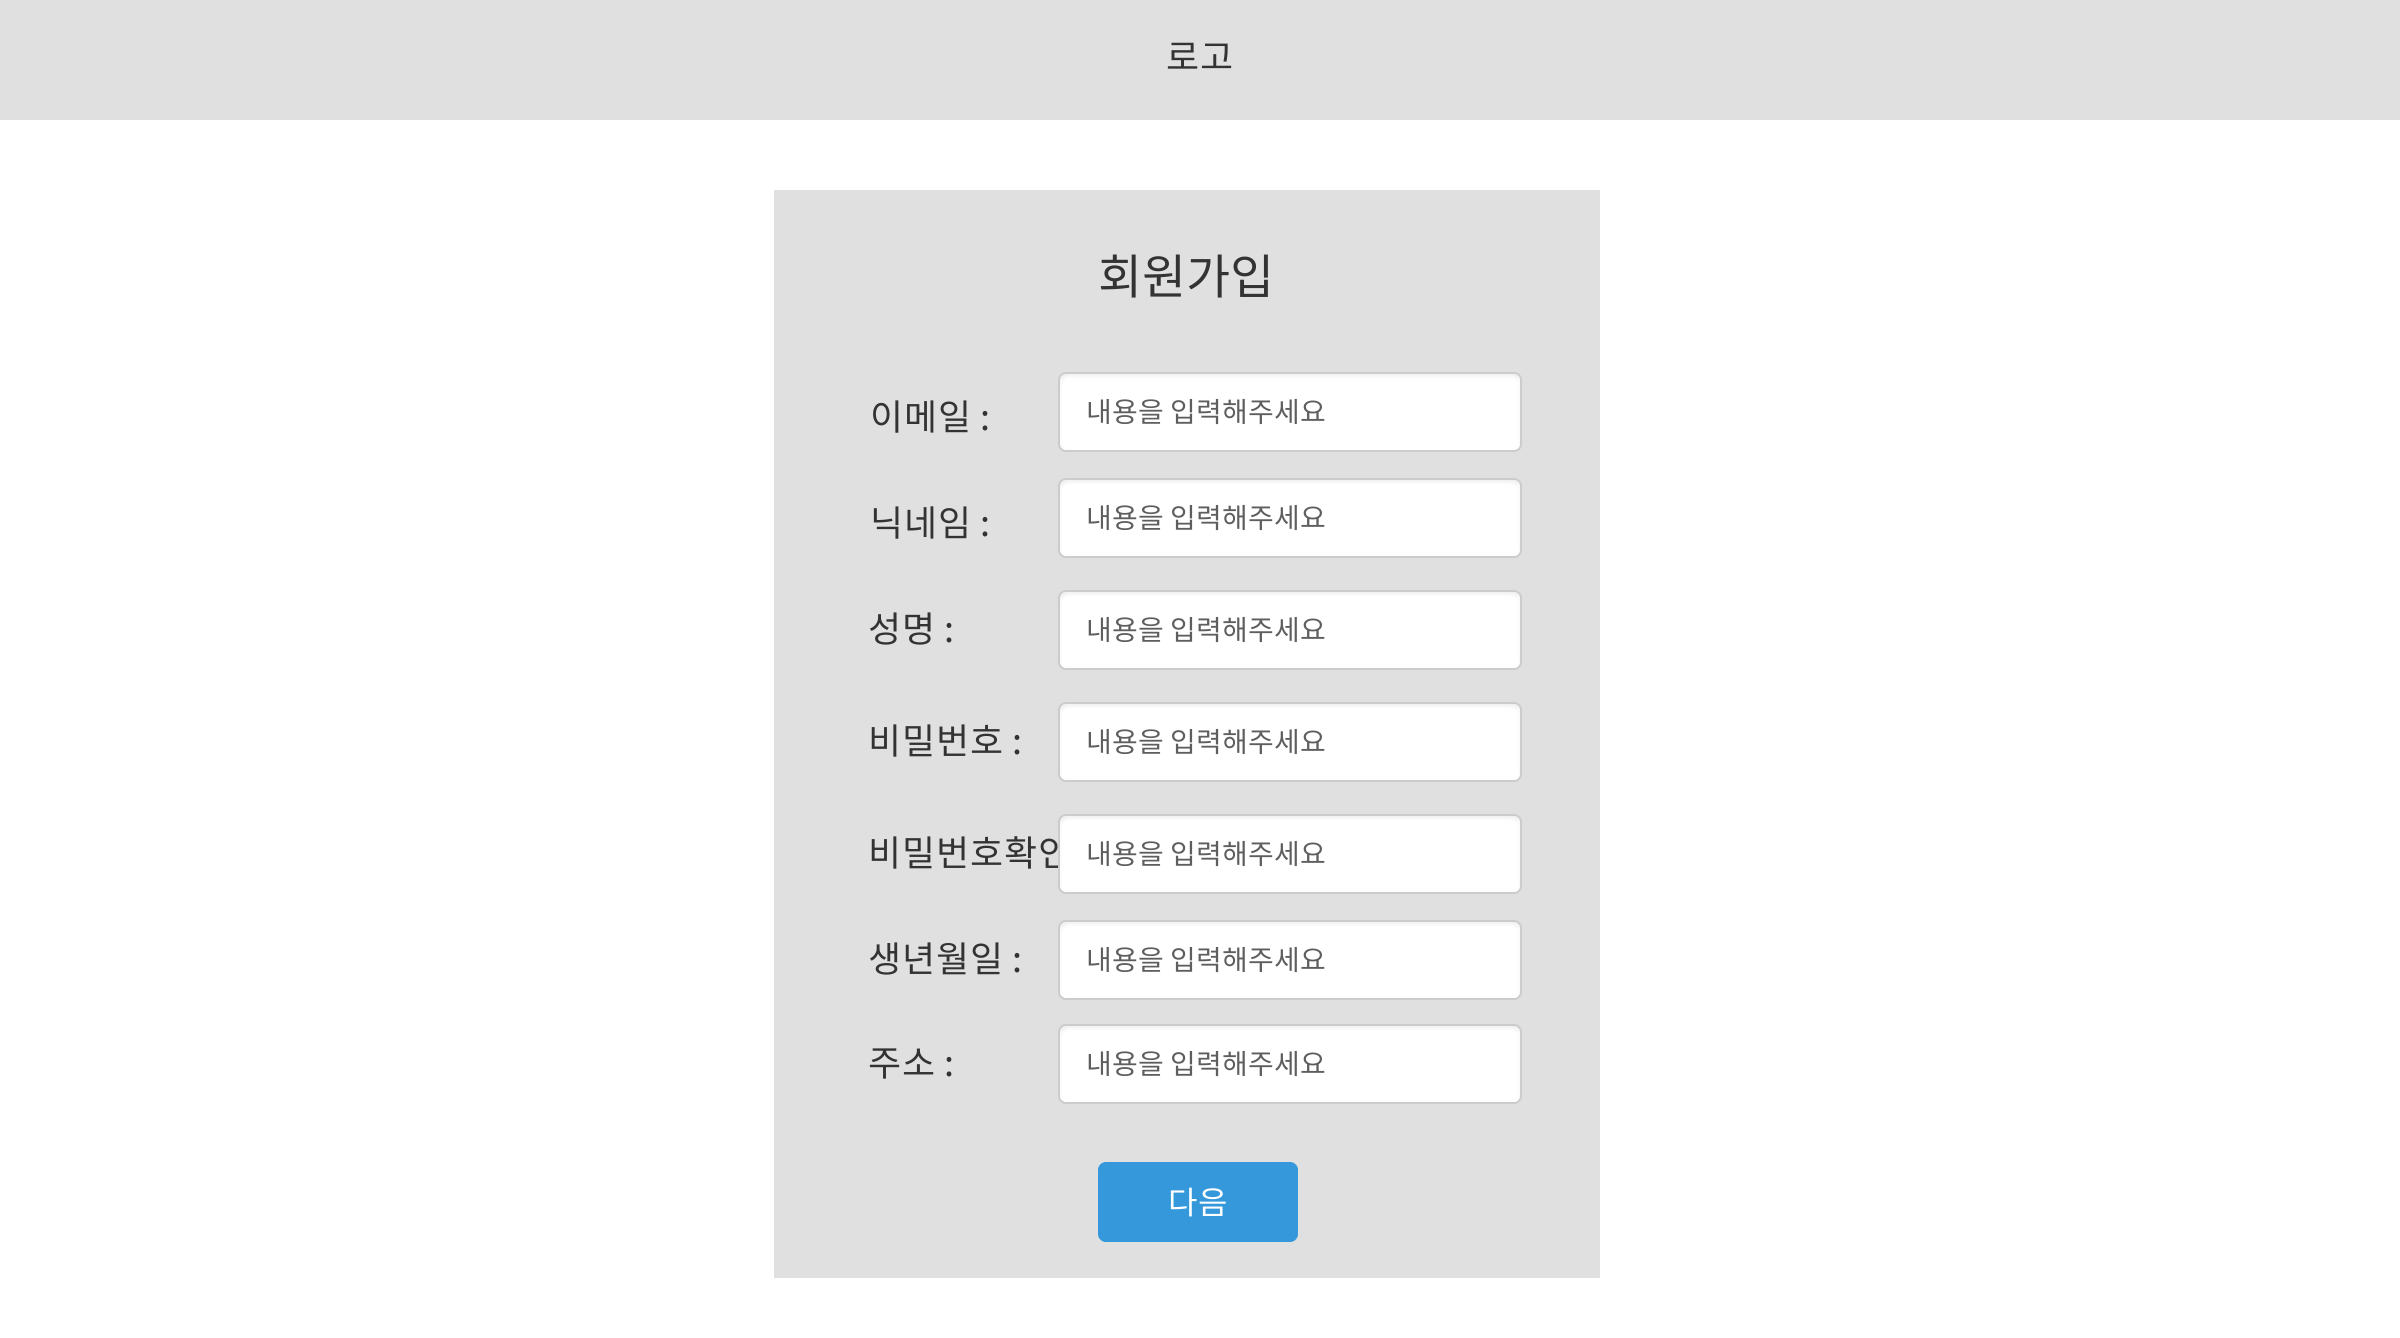 로고
회원가입
이메일 : 내용을 입력해주세요
닉네임 : 내용을 입력해주세요
성명 : 내용을 입력해주세요
비밀번호 : 내용을 입력해주세요
비밀번호확인 내용을 입력해주세요
생년월일 : 내용을 입력해주세요
주소 : 내용을 입력해주세요
다음